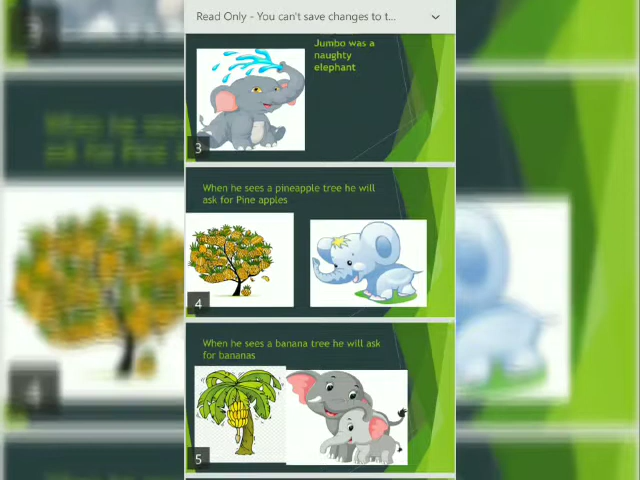 Read Only - You can't save changes to t...
Jumbo was a
naughty
elephant
3
When he sees a pineapple tree he will
ask for Pine apples
4
When he sees a banana tree he will ask
for bananas
5